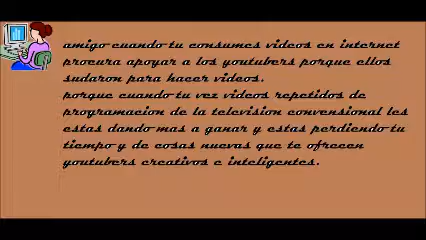 amigo cuando tu consumes videos en internet
procura apoyar a los youtubers porque ellos
sudaron para hacer videos.
porque cuando tu vez videos repetidos de
programacion de la television convensional les
estas dando mas a ganar y estas perdiendo tu
tiempo y de cosas nuevas que te ofrecen
youtubers creativos e inteligentes.